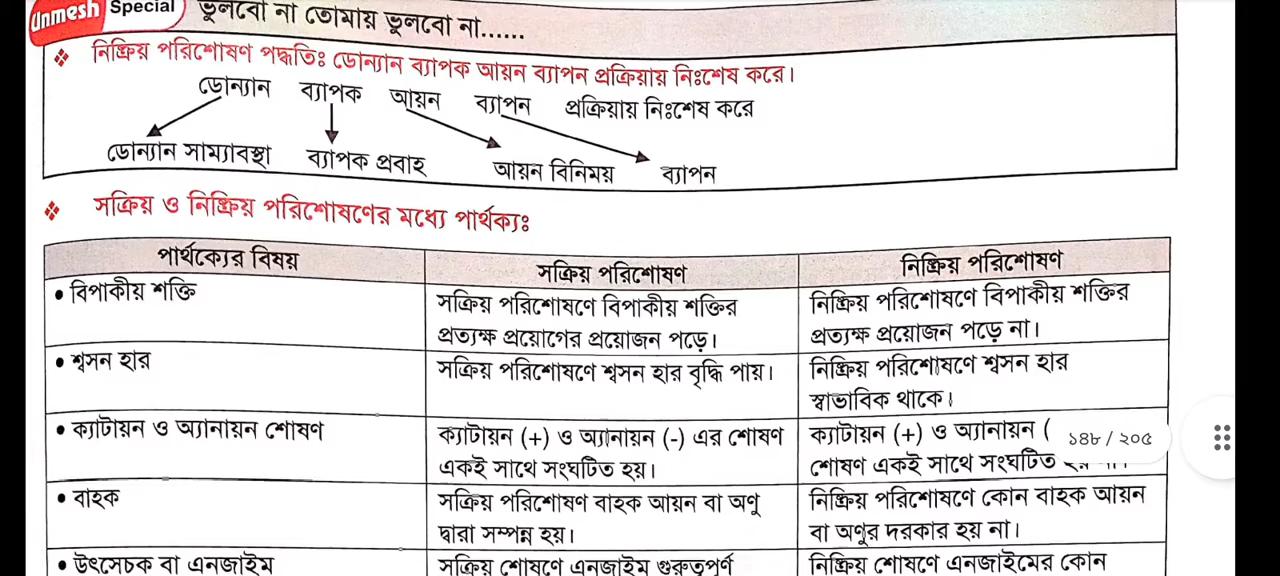 Unmesh Special ভুলবো না তোমায় ভুলবো না......
❖ নিষ্ক্রিয় পরিশোষণ পদ্ধতিঃ ডোন্যান ব্যাপক আয়ন ব্যাপন প্রক্রিয়ায় নিঃশেষ করে।
ডোন্যান ব্যাপক আয়ন ব্যাপন প্রক্রিয়ায় নিঃশেষ করে
ডোন্যান সাম্যাবস্থা ব্যাপক প্রবাহ আয়ন বিনিময় ব্যাপন
❖ সক্রিয় ও নিষ্ক্রিয় পরিশোষণের মধ্যে পার্থক্যঃ
পার্থক্যের বিষয় সক্রিয় পরিশোষণ নিষ্ক্রিয় পরিশোষণ
• বিপাকীয় শক্তি সক্রিয় পরিশোষণে বিপাকীয় শক্তির নিষ্ক্রিয় পরিশোষণে বিপাকীয় শক্তির
প্রত্যক্ষ প্রয়োগের প্রয়োজন পড়ে। প্রত্যক্ষ প্রয়োজন পড়ে না।
• শ্বসন হার সক্রিয় পরিশোষণে শ্বসন হার বৃদ্ধি পায়। নিষ্ক্রিয় পরিশোষণে শ্বসন হার
স্বাভাবিক থাকে।
• ক্যাটায়ন ও অ্যানায়ন শোষণ ক্যাটায়ন (+) ও অ্যানায়ন (-) এর শোষণ ক্যাটায়ন (+) ও অ্যানায়ন (
একই সাথে সংঘটিত হয়। শোষণ একই সাথে সংঘটিত
১৪৮ / ২০৫
• বাহক সক্রিয় পরিশোষণ বাহক আয়ন বা অণু নিষ্ক্রিয় পরিশোষণে কোন বাহক আয়ন
দ্বারা সম্পন্ন হয়। বা অণুর দরকার হয় না।
• উৎসেচক বা এনজাইম সক্রিয় শোষণে এনজাইম গুরুত্বপূর্ণ নিষ্ক্রিয় শোষণে এনজাইমের কোন